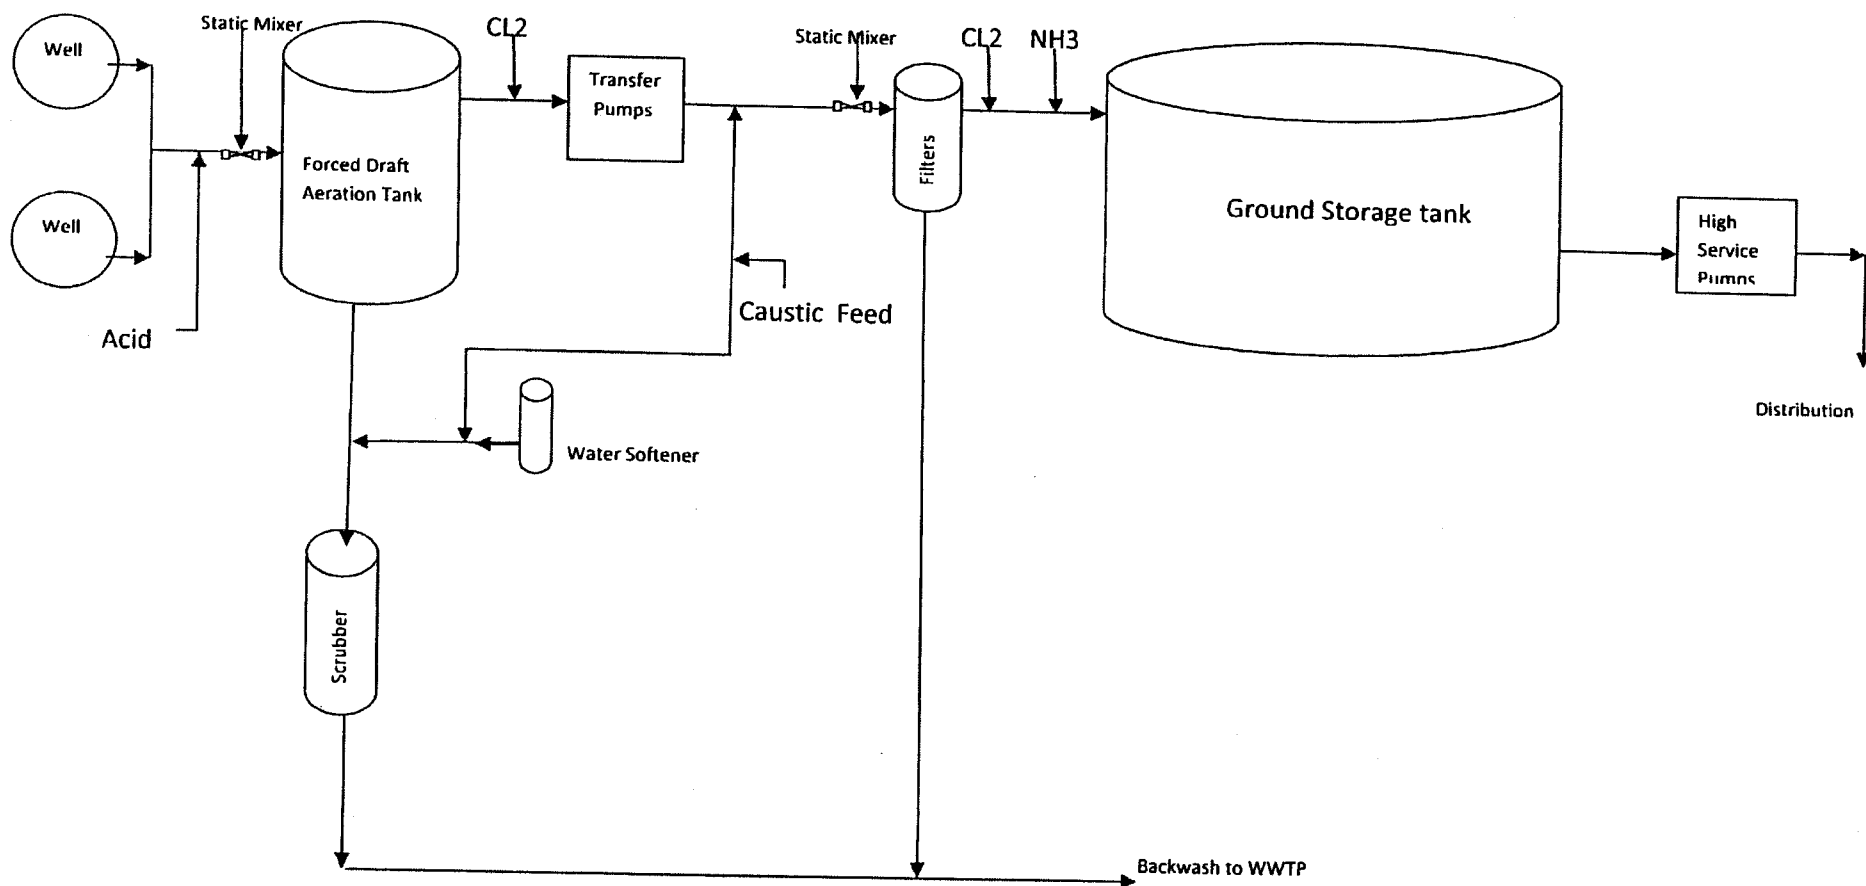 Well
Static Mixer
CL2
Static Mixer
CL2
NH3
Transfer
Pumps
Forced Draft
Aeration Tank
Filters
Well
Ground Storage tank
High
Service
Pumps
Acid
Caustic Feed
Distribution
Water Softener
Scrubber
Backwash to WWTP